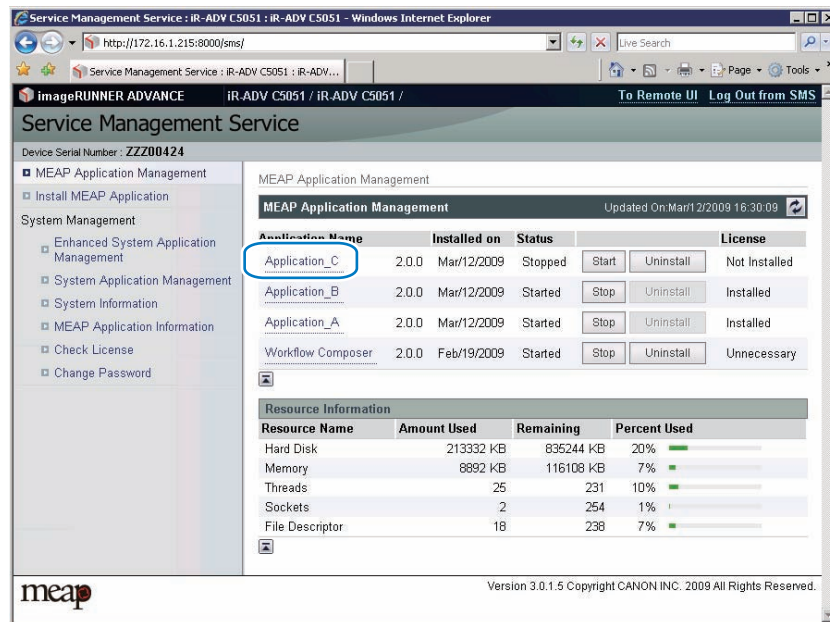 Service Management Service : iR-ADV C5051 : iR-ADV C5051 - Windows Internet Explorer
http://172.16.1.215:8000/sms/
Live Search
Service Management Service : iR-ADV C5051 : iR-ADV...
Page Tools
imageRUNNER ADVANCE iR-ADV C5051 / iR-ADV C5051 / To Remote UI Log Out from SMS
Service Management Service
Device Serial Number : ZZZ00424
MEAP Application Management
Install MEAP Application
System Management
Enhanced System Application
Management
System Application Management
System Information
MEAP Application Information
Check License
Change Password
MEAP Application Management
MEAP Application Management Updated On:Mar/12/2009 16:30:09
Application Name Installed on Status License
Application_C 2.0.0 Mar/12/2009 Stopped Start Uninstall Not Installed
Application_B 2.0.0 Mar/12/2009 Started Stop Uninstall Installed
Application_A 2.0.0 Mar/12/2009 Started Stop Uninstall Installed
Workflow Composer 2.0.0 Feb/19/2009 Started Stop Uninstall Unnecessary
Resource Information
Resource Name Amount Used Remaining Percent Used
Hard Disk 213332 KB 835244 KB 20%
Memory 8892 KB 116108 KB 7%
Threads 25 231 10%
Sockets 2 254 1%
File Descriptor 18 238 7%
meap
Version 3.0.1.5 Copyright CANON INC. 2009 All Rights Reserved.